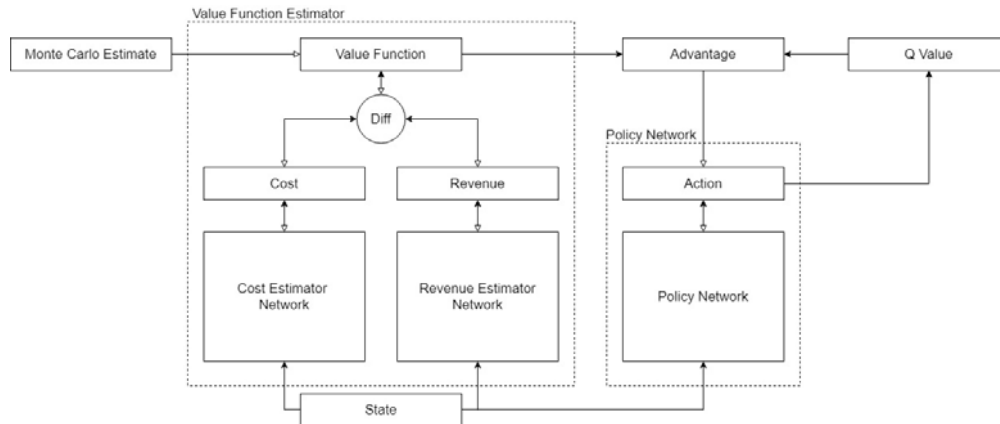 Value Function Estimator
Monte Carlo Estimate
Value Function
Advantage
Q Value
Diff
Policy Network
Cost
Revenue
Action
Cost Estimator
Network
Revenue Estimator
Network
Policy Network
State